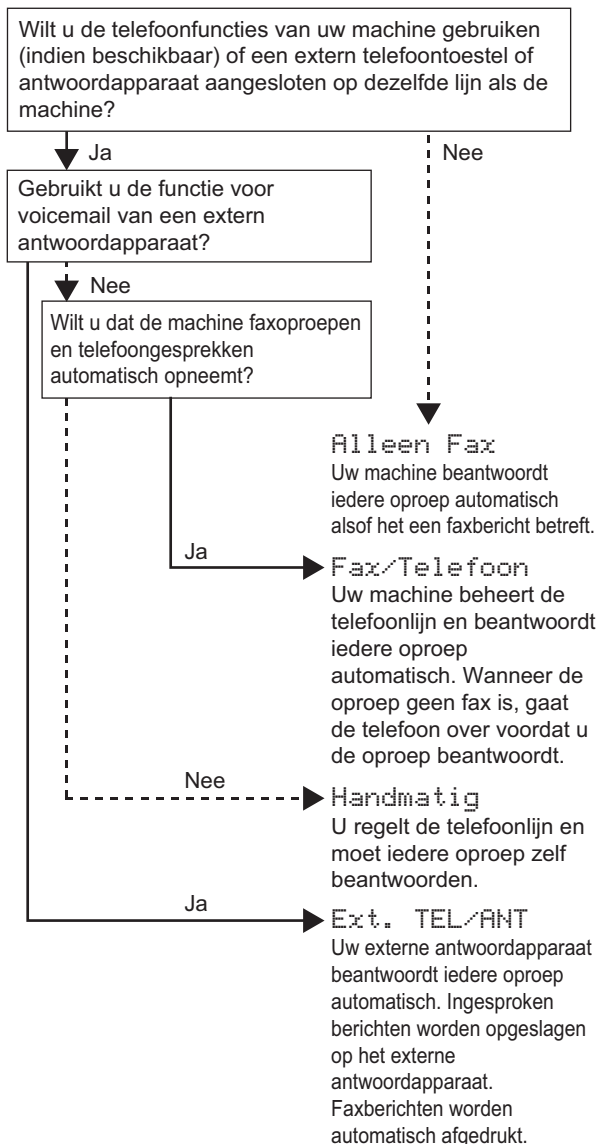 Wilt u de telefoonfuncties van uw machine gebruiken
(indien beschikbaar) of een extern telefoontoestel of
antwoordapparaat aangesloten op dezelfde lijn als de
machine?
Ja
Nee
Gebruikt u de functie voor
voicemail van een extern
antwoordapparaat?
Nee
Wilt u dat de machine faxoproepen
en telefoongesprekken
automatisch opneemt?
Alleen Fax
Uw machine beantwoordt
iedere oproep automatisch
alsof het een faxbericht betreft.
Ja
Fax/Telefoon
Uw machine beheert de
telefoonlijn en beantwoordt
iedere oproep
automatisch. Wanneer de
oproep geen fax is, gaat
de telefoon over voordat u
de oproep beantwoordt.
Nee
Handmatig
U regelt de telefoonlijn en
moet iedere oproep zelf
beantwoorden.
Ja
Ext. TEL/ANT
Uw externe antwoordapparaat
beantwoordt iedere oproep
automatisch. Ingesproken
berichten worden opgeslagen
op het externe
antwoordapparaat.
Faxberichten worden
automatisch afgedrukt.